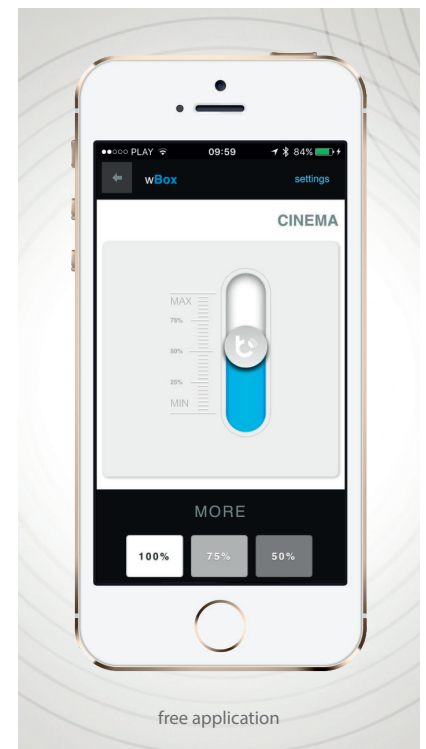 PLAY 09:59 84%
wBox settings
CINEMA
MAX
75%
50%
25%
MIN
MORE
100% 75% 50%
free application